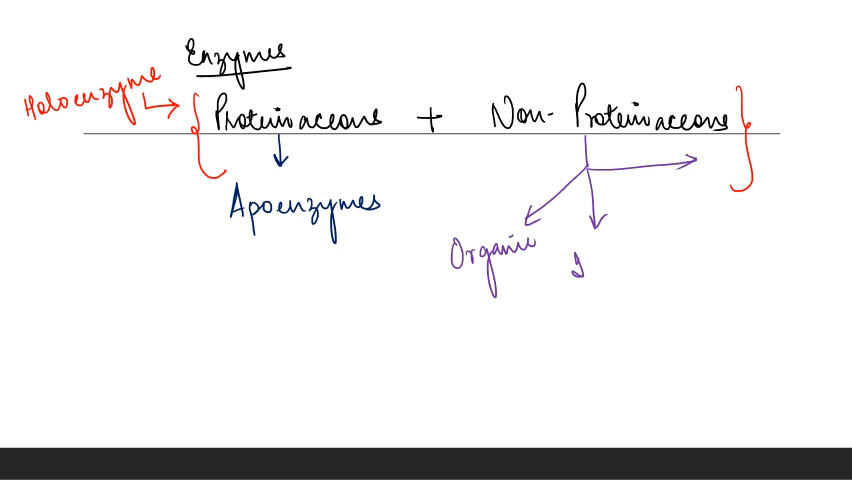 Enzymes
Holoenzyme
Proteinaceous + Non-Proteinaceous
Apoenzymes
Organic